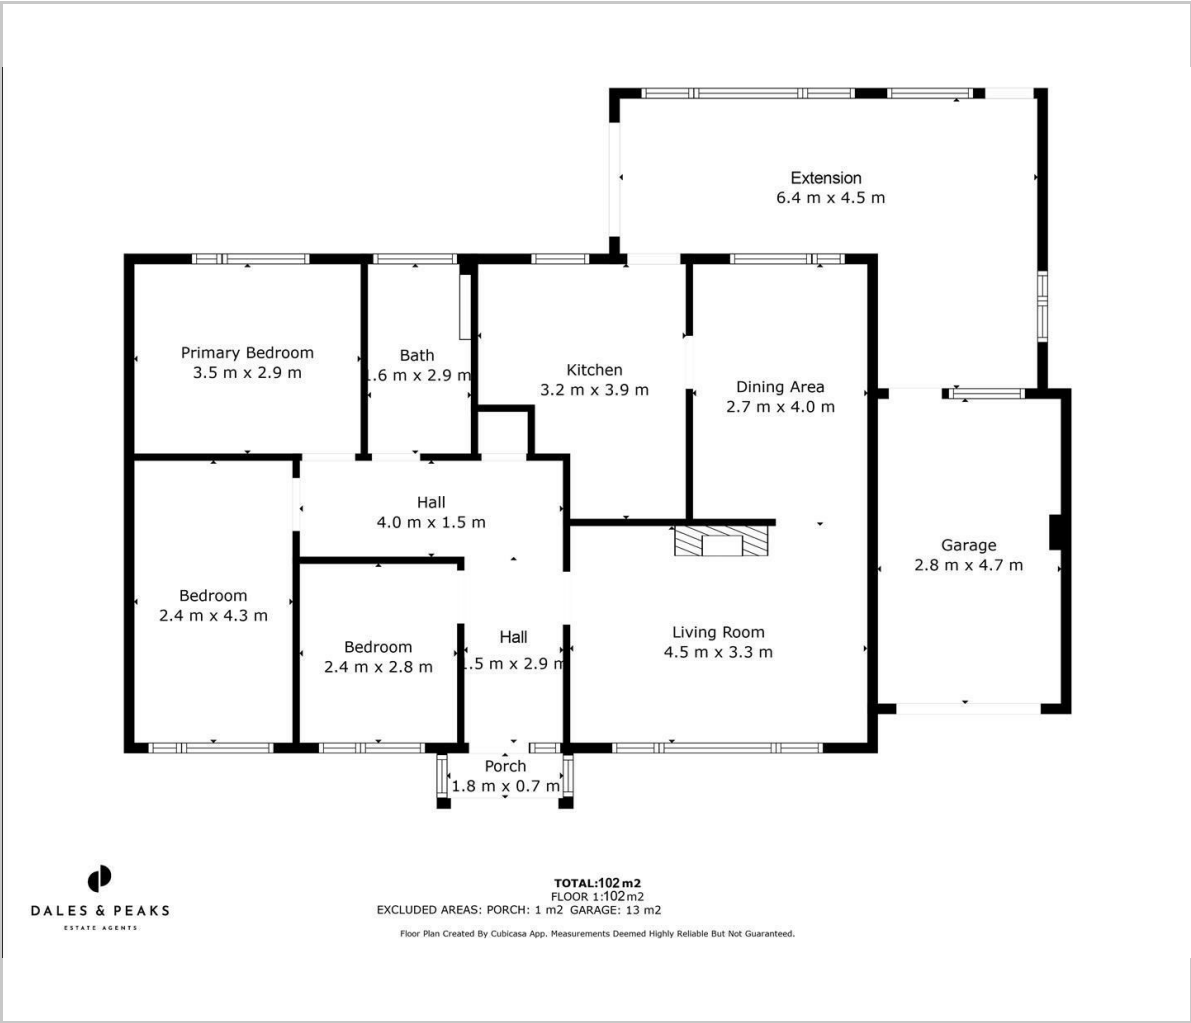 Extension
6.4 m x 4.5 m
Primary Bedroom
3.5 m x 2.9 m
Bath
1.6 m x 2.9 m
Kitchen
3.2 m x 3.9 m
Dining Area
2.7 m x 4.0 m
Hall
4.0 m x 1.5 m
Garage
2.8 m x 4.7 m
Bedroom
2.4 m x 4.3 m
Bedroom
2.4 m x 2.8 m
Hall
1.5 m x 2.9 m
Living Room
4.5 m x 3.3 m
Porch
1.8 m x 0.7 m
DALES & PEAKS
ESTATE AGENTS
TOTAL:102 m2
FLOOR 1:102 m2
EXCLUDED AREAS: PORCH: 1 m2 GARAGE: 13 m2
Floor Plan Created By Cubicasa App. Measurements Deemed Highly Reliable But Not Guaranteed.